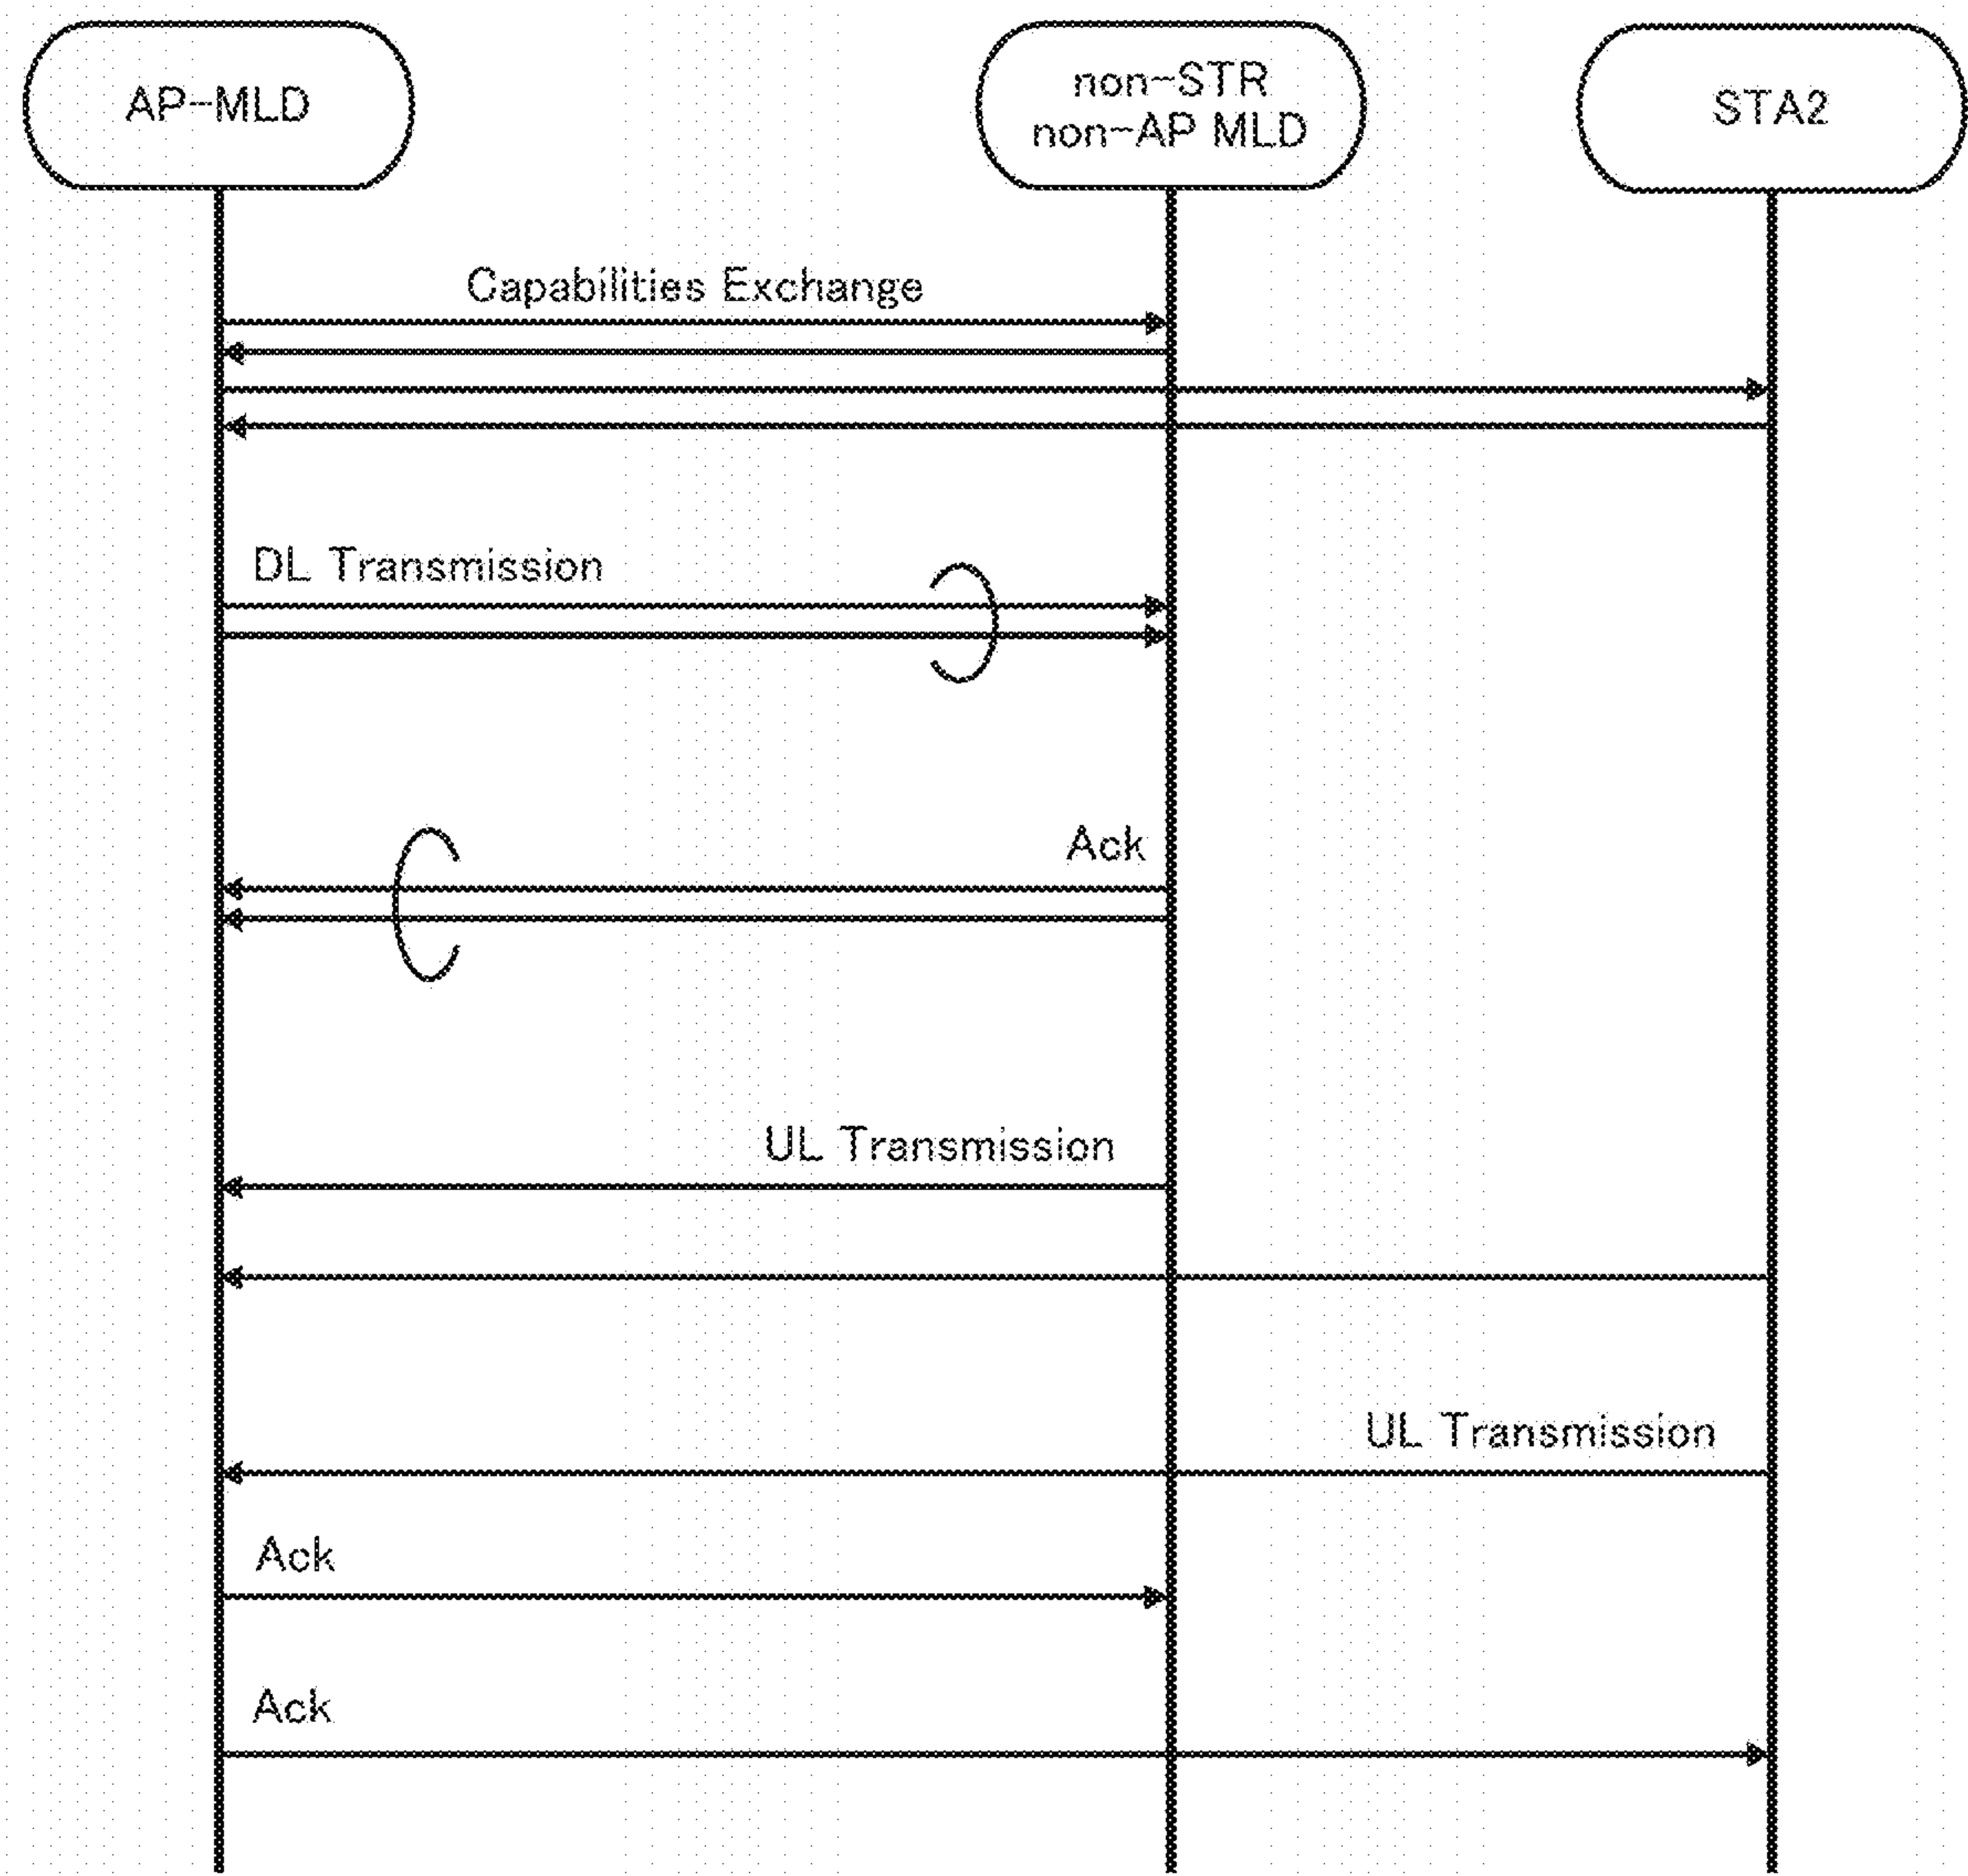 AP-MLD
non-STR
non-AP MLD
STA2
Capabilities Exchange
DL Transmission
Ack
UL Transmission
UL Transmission
Ack
Ack